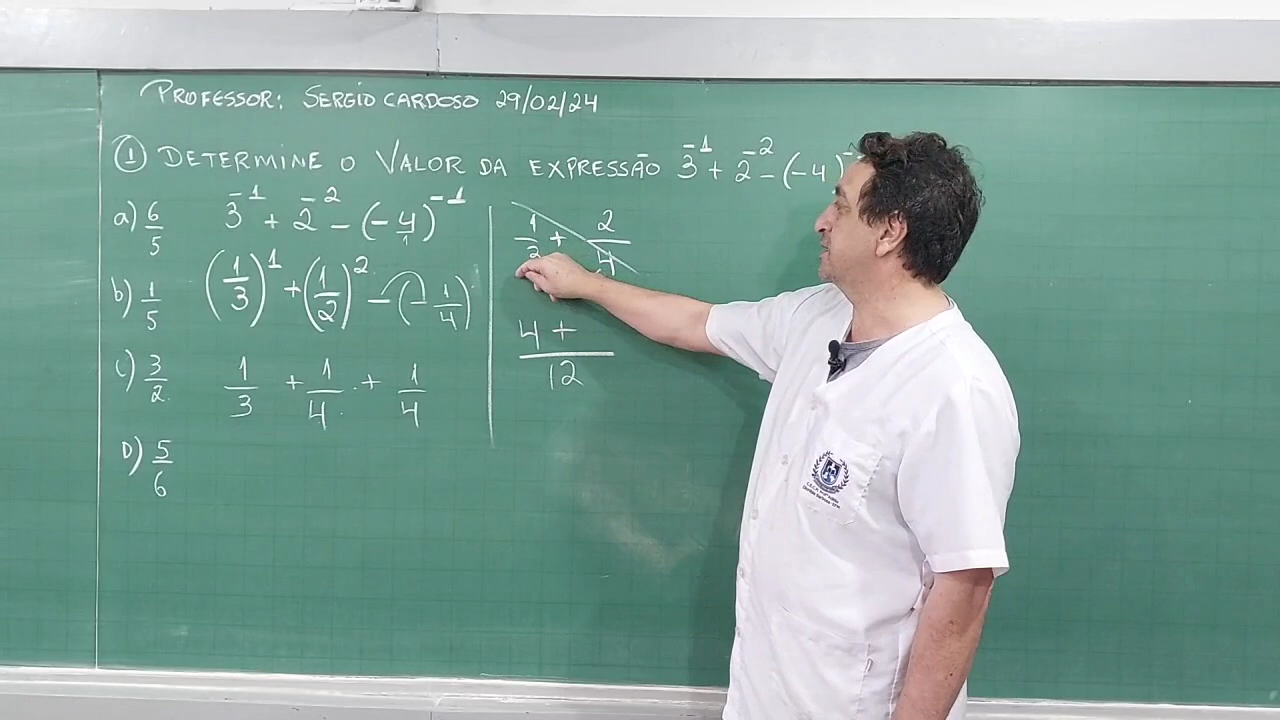 PROFESSOR: SERGIO CARDOSO 29/02/24
① DETERMINE O VALOR DA EXPRESSÃO 3⁻¹ + 2⁻² - (-4)⁻
a) 6/5
3⁻¹ + 2⁻² - (-4/1)⁻¹
b) 1/5
(1/3)¹ + (1/2)² - (-1/4)
c) 3/2
1/3 + 1/4 + 1/4
D) 5/6
1/3 + 2/4
4 +
12